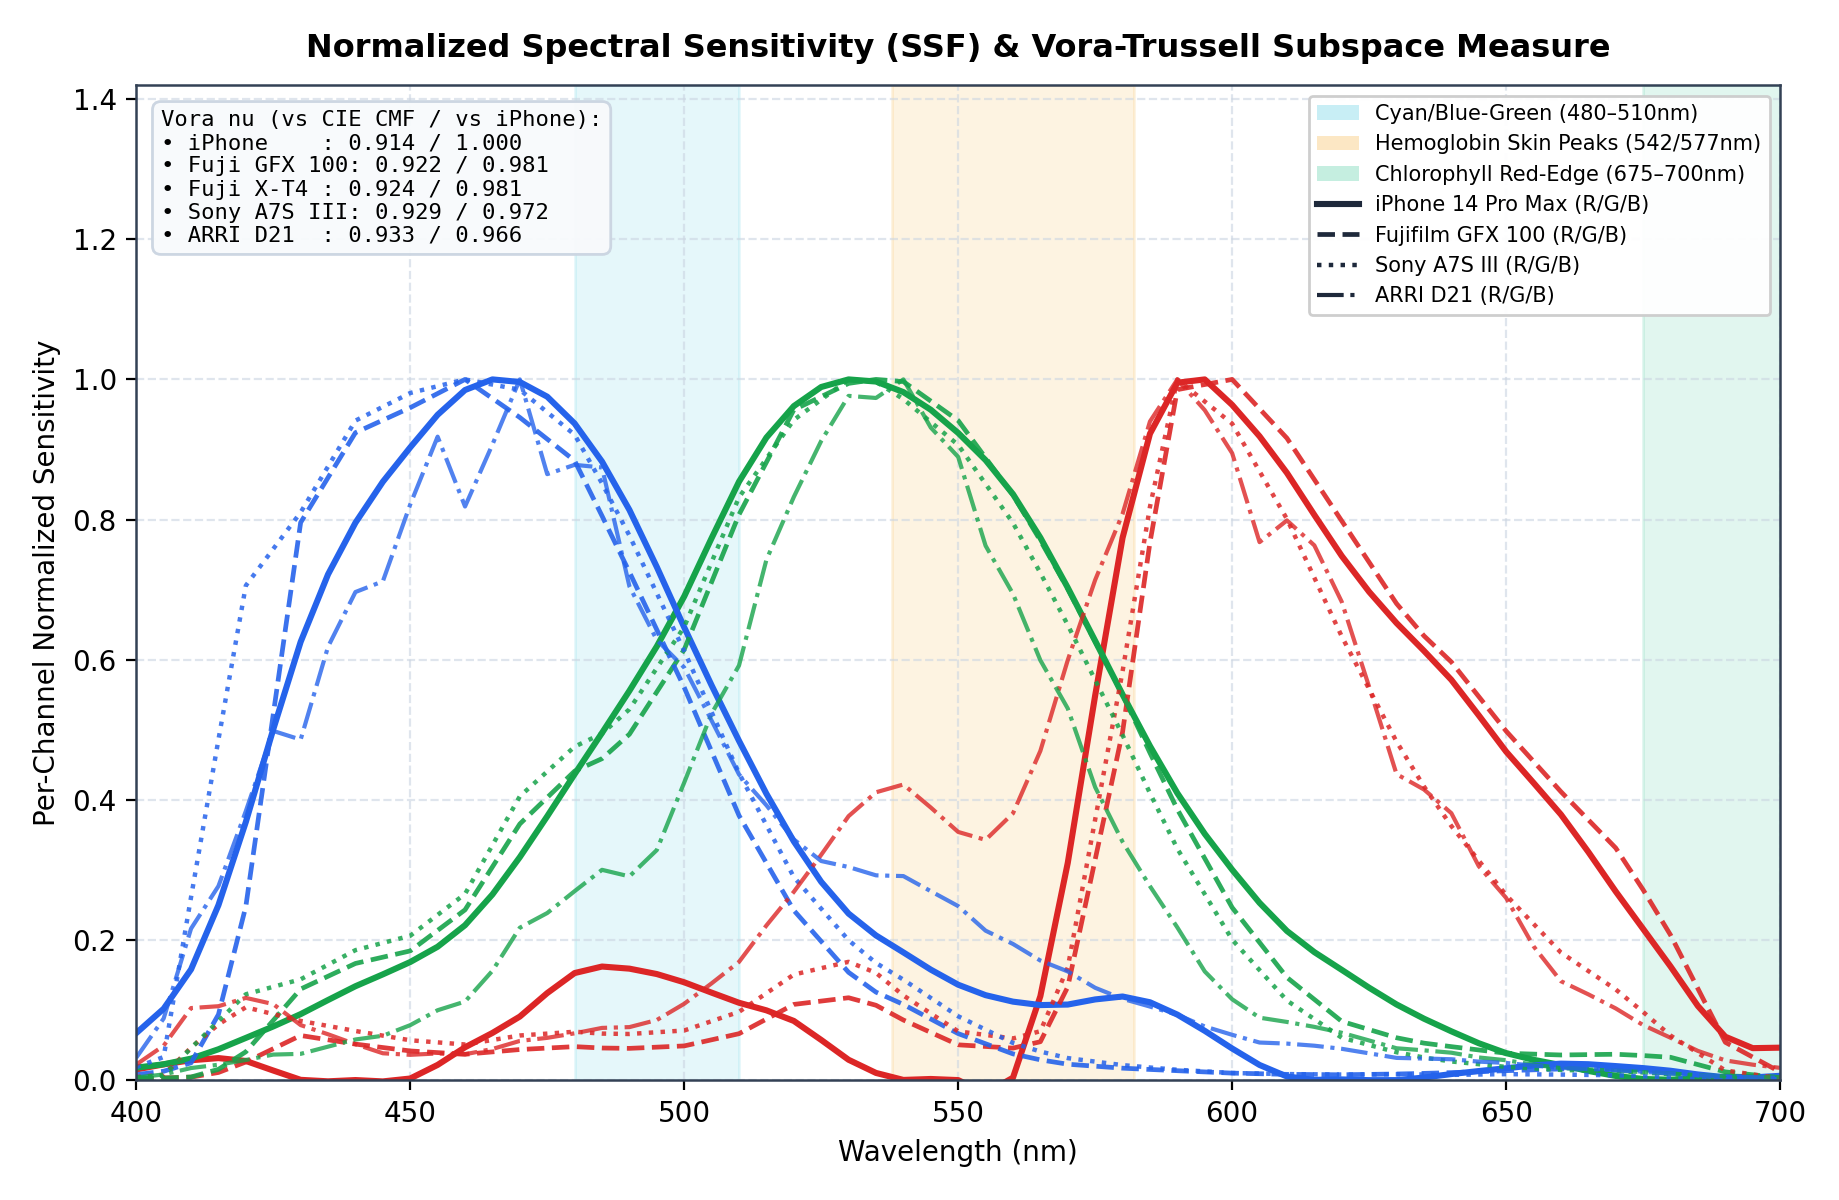 Normalized Spectral Sensitivity (SSF) & Vora-Trussell Subspace Measure
Vora nu (vs CIE CMF / vs iPhone):
• iPhone    : 0.914 / 1.000
• Fuji GFX 100: 0.922 / 0.981
• Fuji X-T4 : 0.924 / 0.981
• Sony A7S III: 0.929 / 0.972
• ARRI D21  : 0.933 / 0.966
Cyan/Blue-Green (480–510nm)
Hemoglobin Skin Peaks (542/577nm)
Chlorophyll Red-Edge (675–700nm)
iPhone 14 Pro Max (R/G/B)
Fujifilm GFX 100 (R/G/B)
Sony A7S III (R/G/B)
ARRI D21 (R/G/B)
Per-Channel Normalized Sensitivity
1.4
1.2
1.0
0.8
0.6
0.4
0.2
0.0
400 450 500 550 600 650 700
Wavelength (nm)